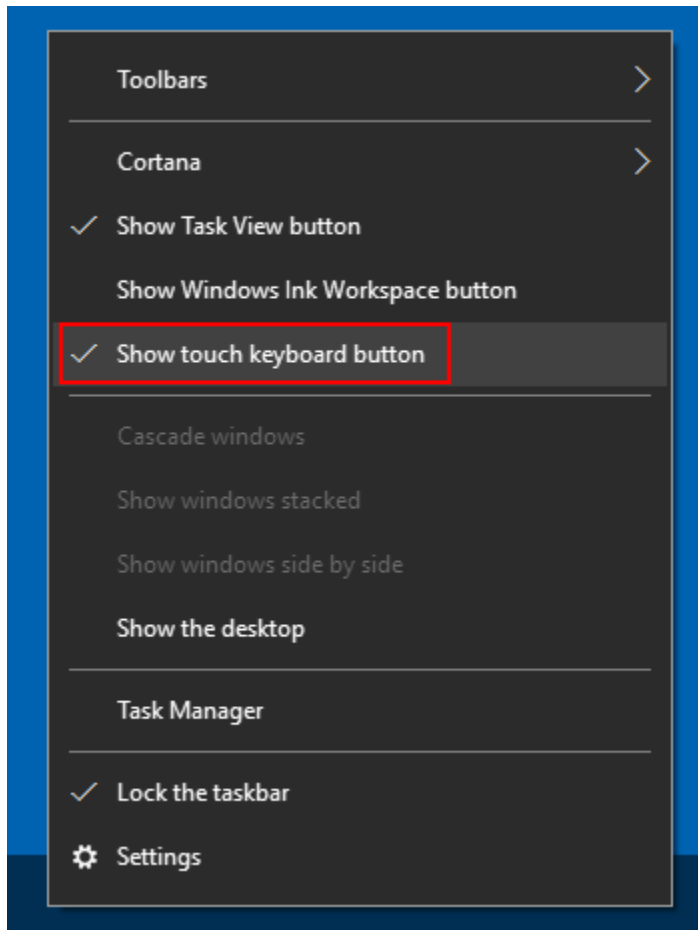 Toolbars
Cortana
Show Task View button
Show Windows Ink Workspace button
Show touch keyboard button
Cascade windows
Show windows stacked
Show windows side by side
Show the desktop
Task Manager
Lock the taskbar
Settings